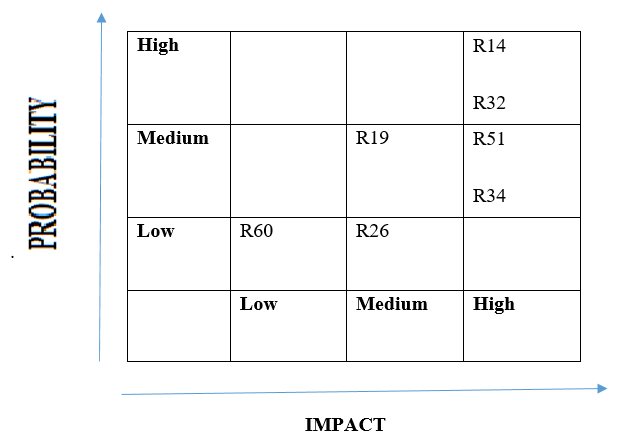 PROBABILITY
High R14
R32
Medium R19 R51
R34
Low R60 R26
Low Medium High
.
IMPACT